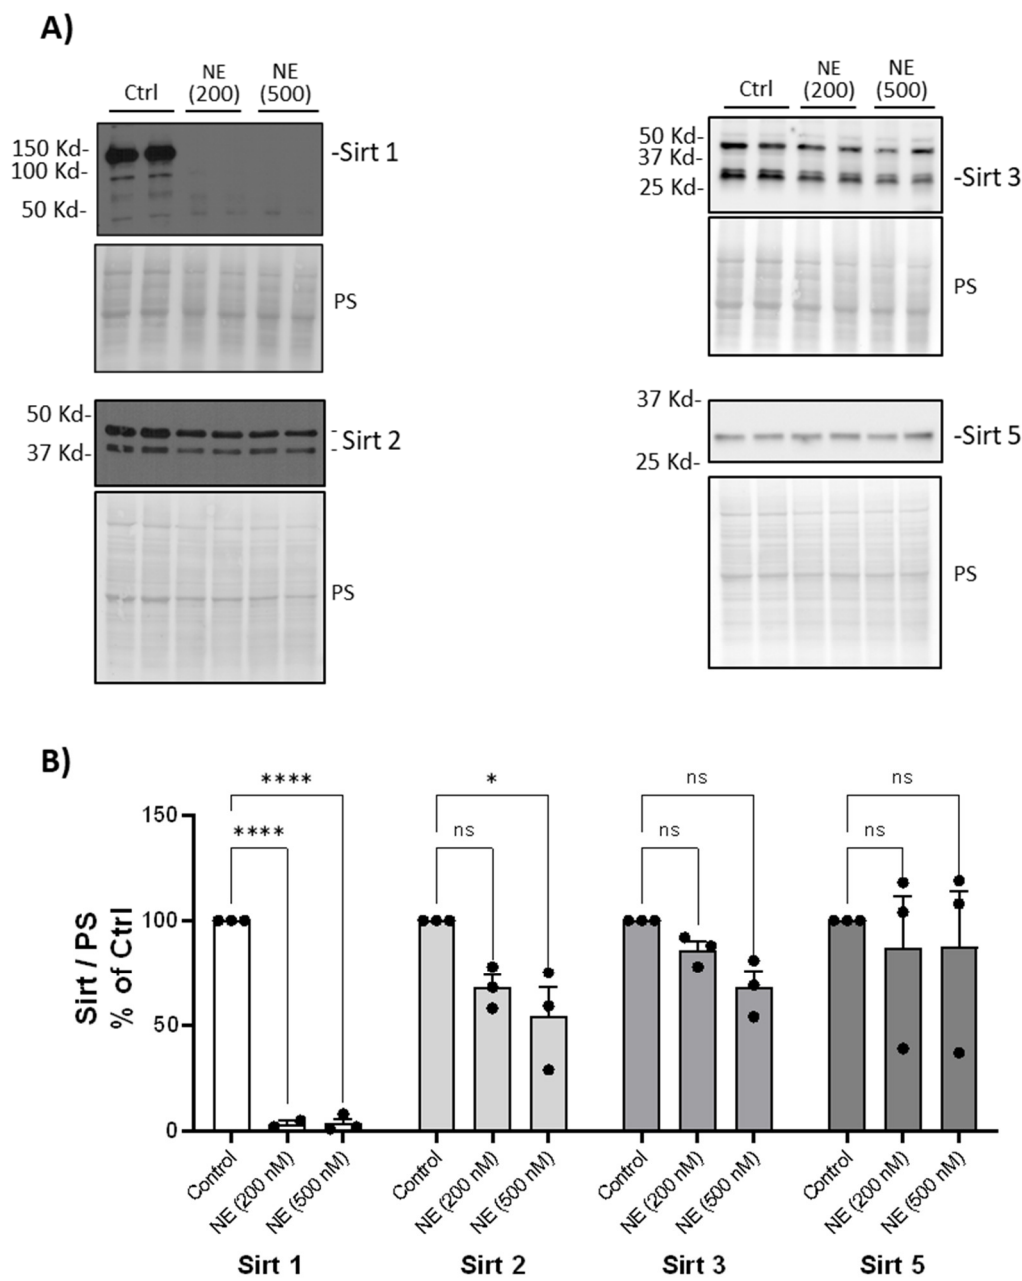 A)
Ctrl
NE
(200)
NE
(500)
150 Kd-
100 Kd-
50 Kd-
-Sirt 1
PS
50 Kd-
37 Kd-
- Sirt 2
-
PS
Ctrl
NE
(200)
NE
(500)
50 Kd-
37 Kd-
25 Kd-
-Sirt 3
PS
37 Kd-
25 Kd-
-Sirt 5
PS
B)
**** * ns ns
**** ns ns ns
150
100
50
0
Sirt / PS
% of Ctrl
Control
NE (200 nM)
NE (500 nM)
Control
NE (200 nM)
NE (500 nM)
Control
NE (200 nM)
NE (500 nM)
Control
NE (200 nM)
NE (500 nM)
Sirt 1 Sirt 2 Sirt 3 Sirt 5